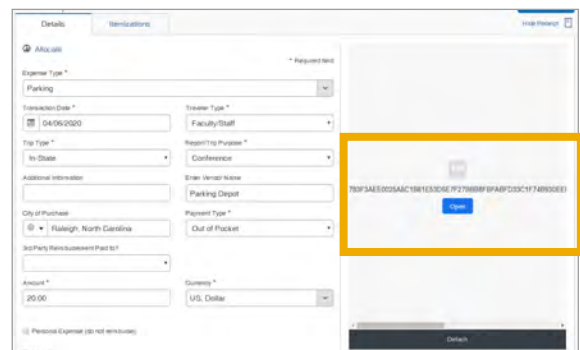 Details Itemizations
Hide Receipt
Allocate
* Required field
Expense Type *
Parking
Transaction Date * Traveler Type *
04/06/2020 Faculty/Staff
Trip Type * Report/Trip Purpose *
In-State Conference
Additional Information Enter Vendor Name
Parking Depot
City of Purchase Payment Type *
Raleigh, North Carolina Out of Pocket
3rd Party Reimbursement Paid to?
Amount * Currency *
20.00 US, Dollar
Personal Expense (do not reimburse)
Open
Detach